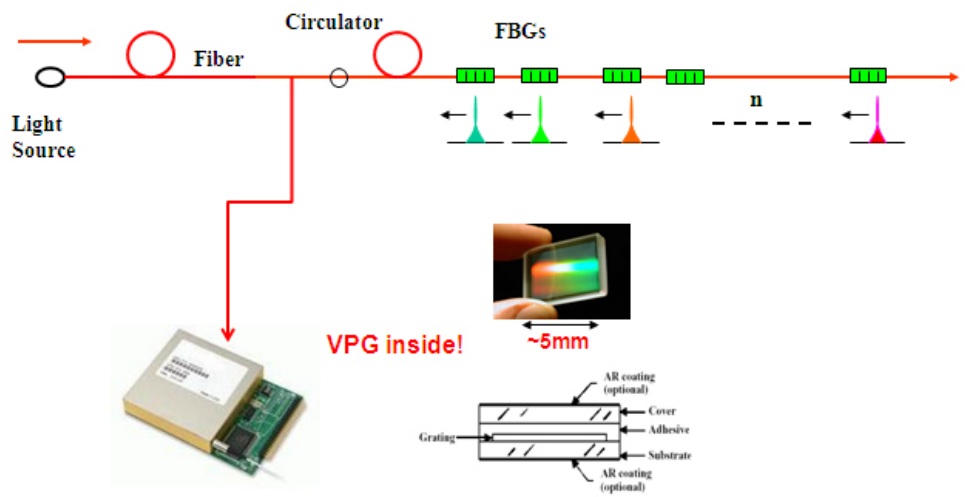 Circulator
FBGs
Fiber
n
Light
Source
VPG inside!
~5mm
AR coating
(optional)
Cover
Adhesive
Grating
Substrate
AR coating
(optional)